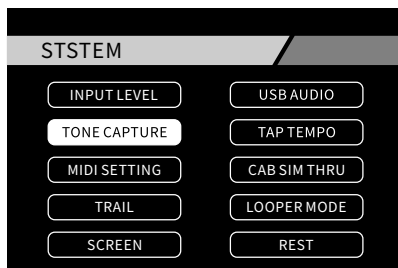 STSTEM
INPUT LEVEL
USB AUDIO
TONE CAPTURE
TAP TEMPO
MIDI SETTING
CAB SIM THRU
TRAIL
LOOPER MODE
SCREEN
REST